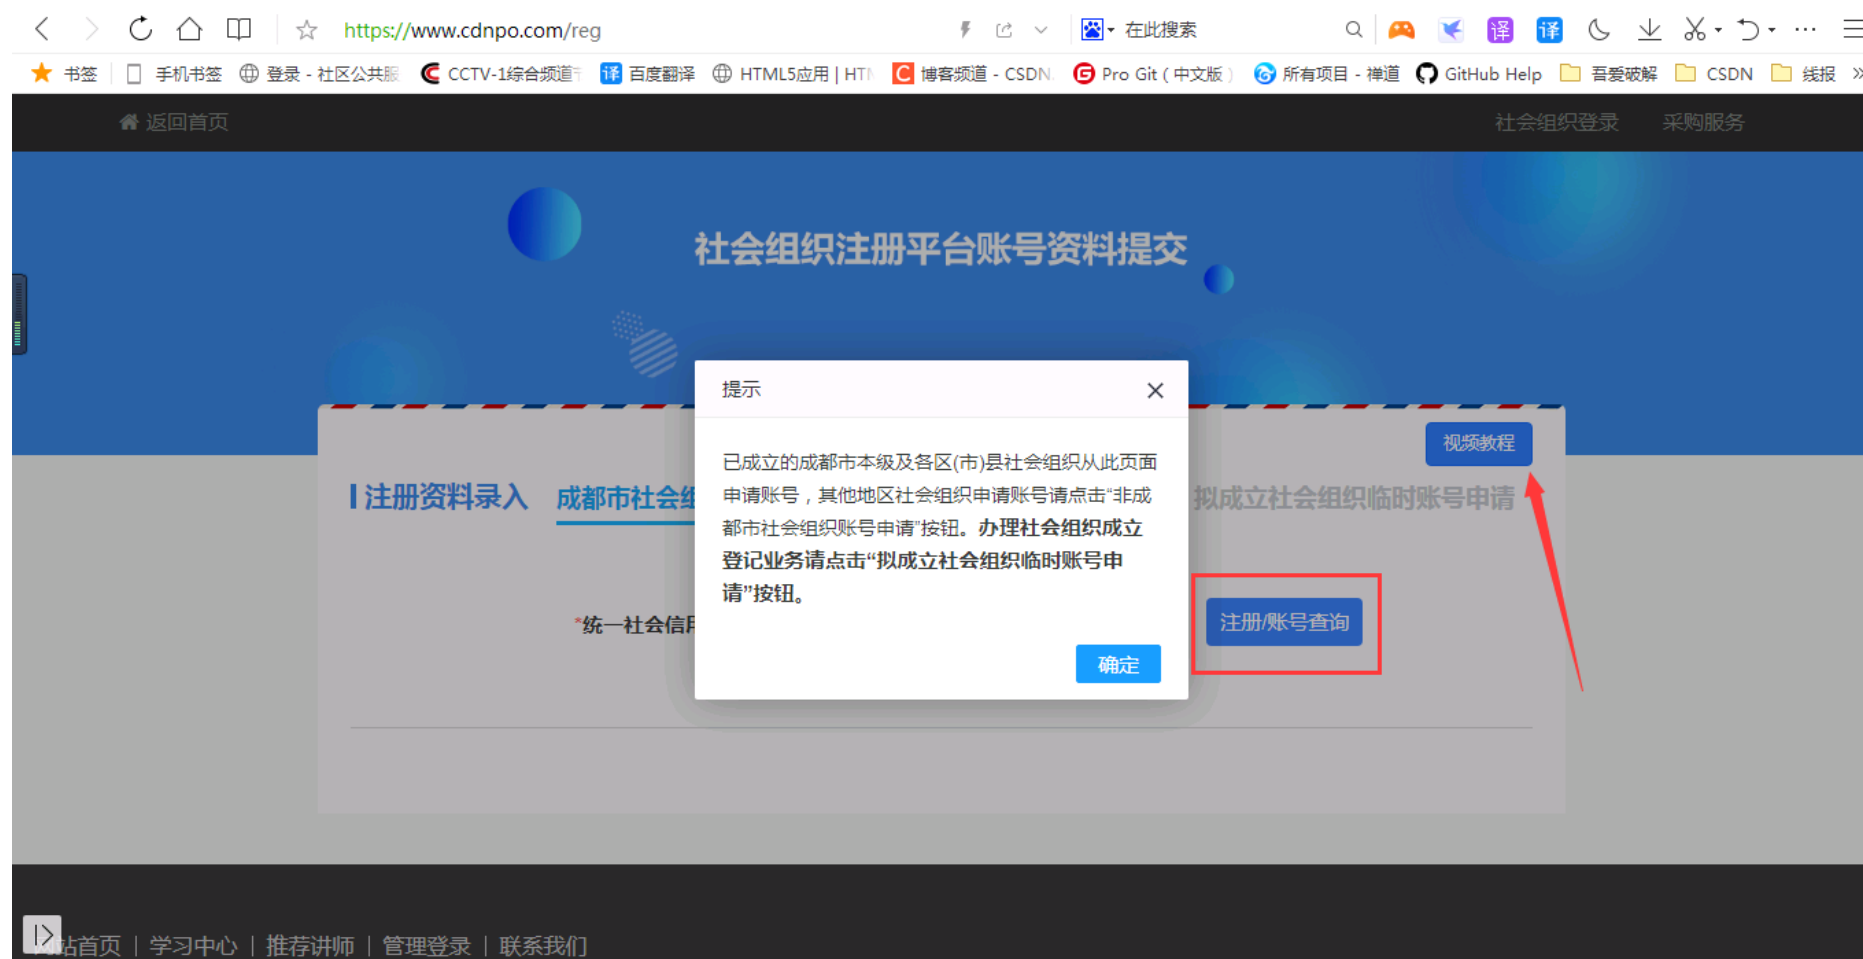 https://www.cdnpo.com/reg
在此搜索
译
译
书签
手机书签
登录 - 社区公共服
CCTV-1综合频道
译 百度翻译
HTML5应用 | HT
C 博客频道 - CSDN
Pro Git（中文版）
所有项目 - 禅道
GitHub Help
吾爱破解
CSDN
线报
返回首页
社会组织登录
采购服务
社会组织注册平台账号资料提交
视频教程
注册资料录入
成都市社会组
拟成立社会组织临时账号申请
提示
已成立的成都市本级及各区(市)县社会组织从此页面
申请账号，其他地区社会组织申请账号请点击“非成
都市社会组织账号申请”按钮。办理社会组织成立
登记业务请点击“拟成立社会组织临时账号申
请”按钮。
确定
*统一社会信用
注册/账号查询
站首页 | 学习中心 | 推荐讲师 | 管理登录 | 联系我们